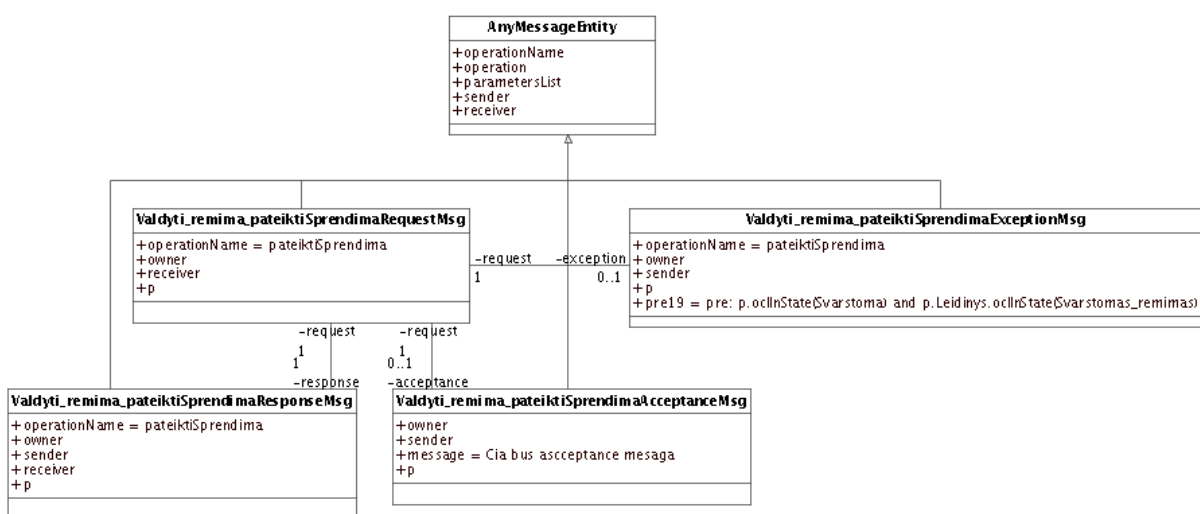 AnyMessageEntity
+operationName
+operation
+parametersList
+sender
+receiver
Valdyti_remima_pateiktiSprendimaRequestMsg
+operationName = pateiktiSprendima
+owner
+receiver
+p
-request
1
-exception
0..1
Valdyti_remima_pateiktiSprendimaExceptionMsg
+operationName = pateiktiSprendima
+owner
+sender
+p
+pre19 = pre: p.oclInState(Svarstoma) and p.Leidinys.oclInState(Svarstomas_remimas)
-request
1
1
-response
-request
1
0..1
-acceptance
Valdyti_remima_pateiktiSprendimaResponseMsg
+operationName = pateiktiSprendima
+owner
+sender
+receiver
+p
Valdyti_remima_pateiktiSprendimaAcceptanceMsg
+owner
+sender
+message = Cia bus ascceptance mesaga
+p